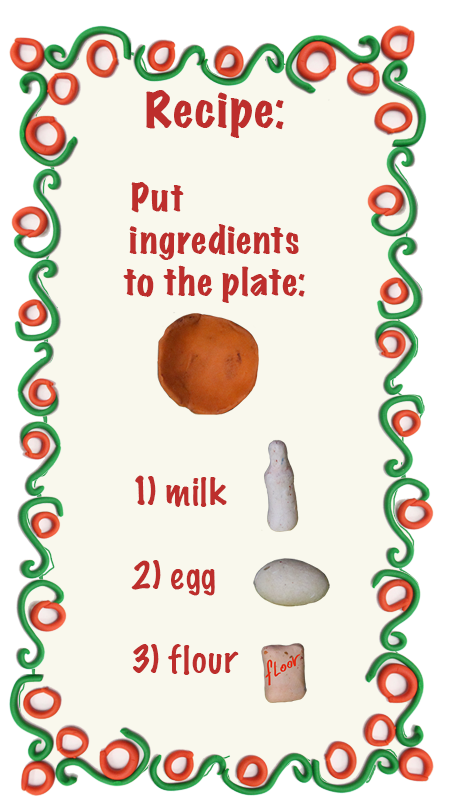 Recipe:
Put
ingredients
to the plate:
1) milk
2) egg
3) flour
floor